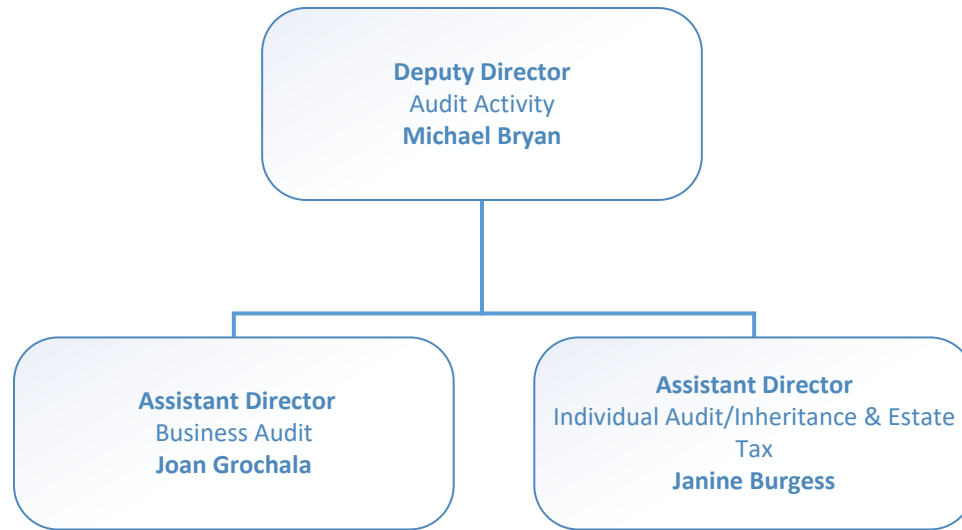 Deputy Director
Audit Activity
Michael Bryan
Assistant Director
Business Audit
Joan Grochala
Assistant Director
Individual Audit/Inheritance & Estate
Tax
Janine Burgess